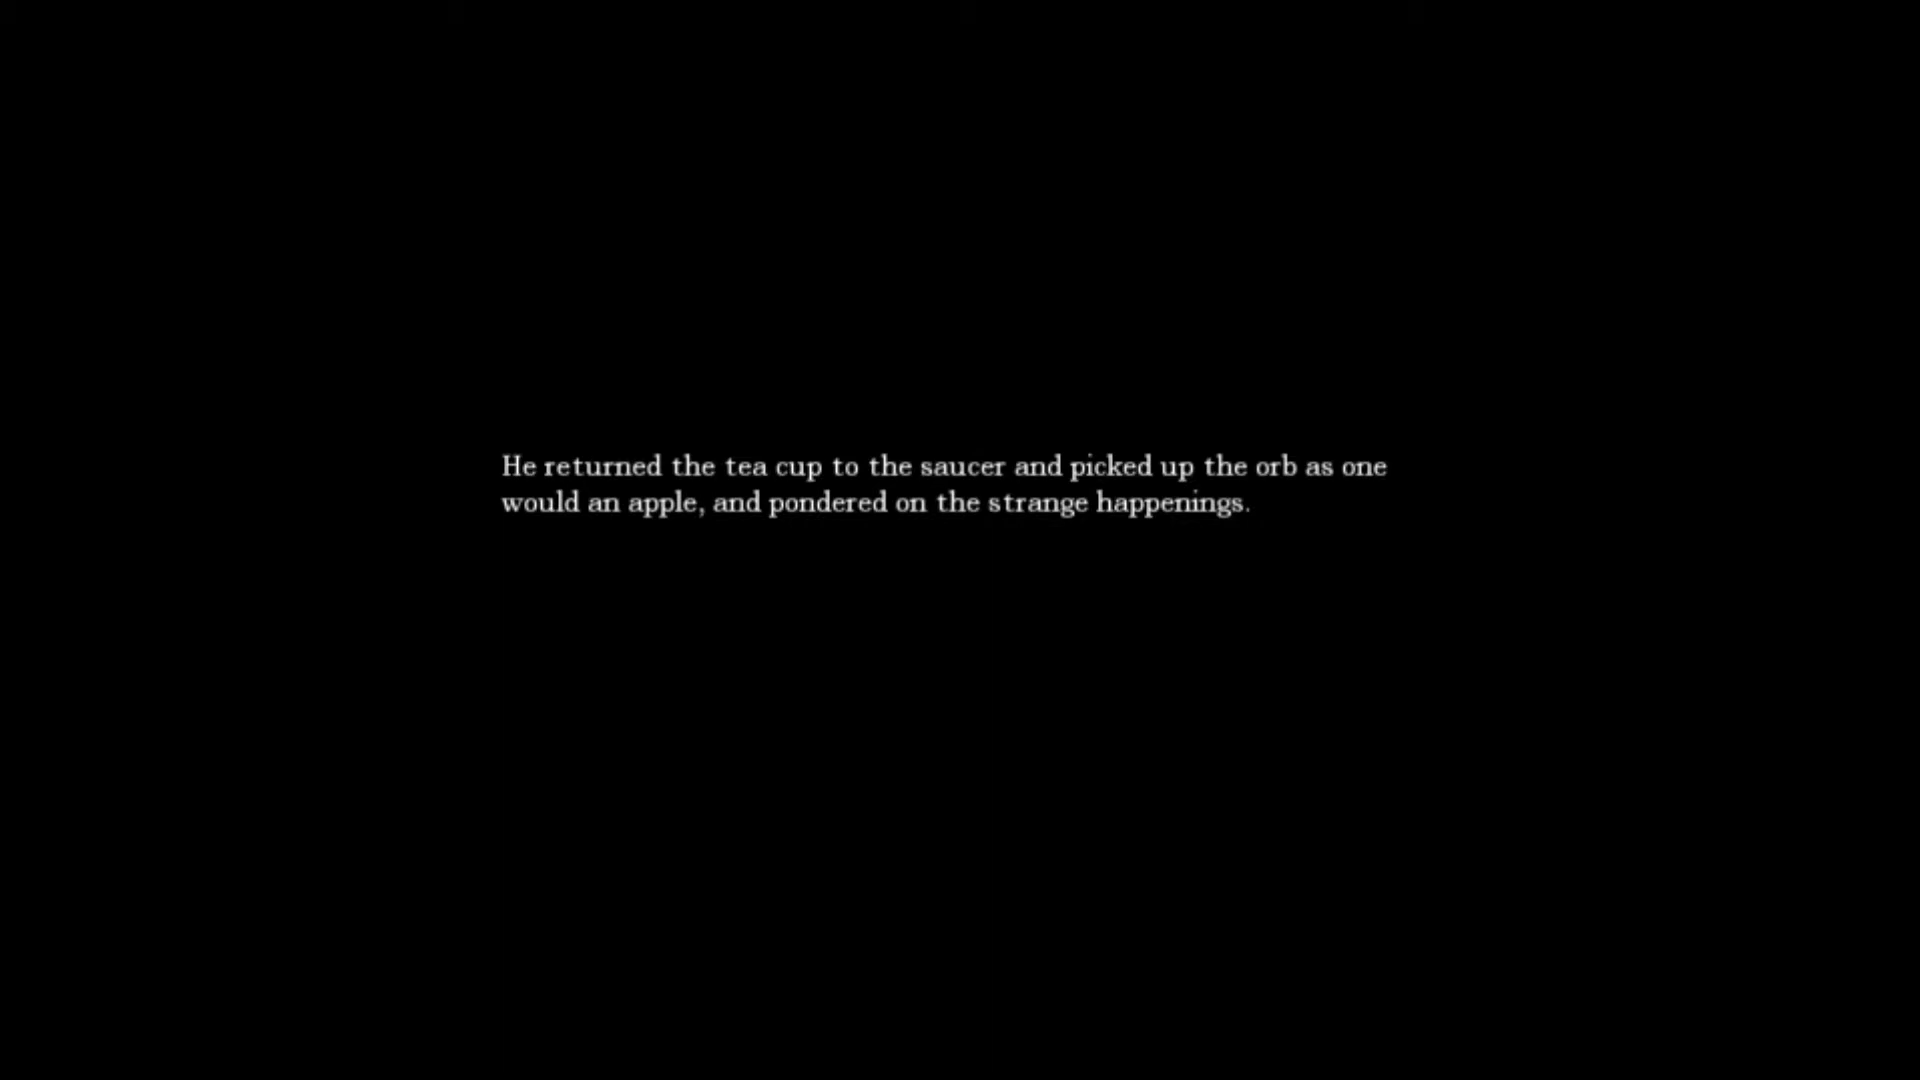 He returned the tea cup to the saucer and picked up the orb as one
would an apple, and pondered on the strange happenings.